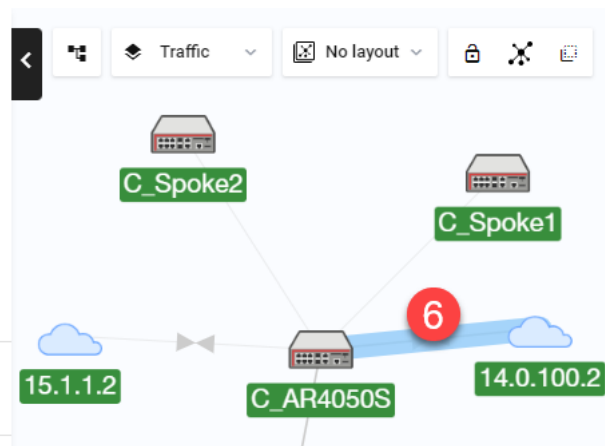 Traffic
No layout
C_Spoke2
C_Spoke1
6
15.1.1.2
C_AR4050S
14.0.100.2